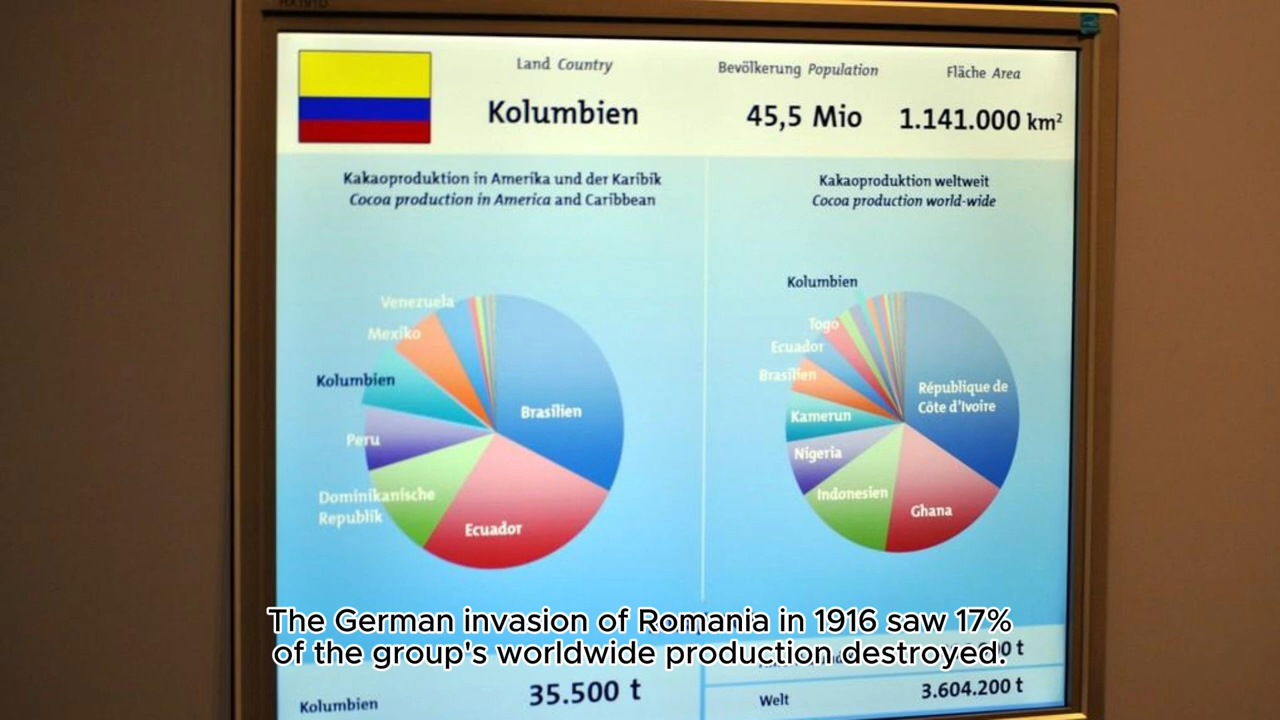 Land Country
Bevölkerung Population
Fläche Area
Kolumbien
45,5 Mio
1.141.000 km²
Kakaoproduktion in Amerika und der Karibik
Cocoa production in America and Caribbean
Kakaoproduktion weltweit
Cocoa production world-wide
Venezuela
Mexiko
Kolumbien
Peru
Dominikanische
Republik
Ecuador
Brasilien
Kolumbien
Togo
Ecuador
Brasilien
Kamerun
Nigeria
Indonesien
Ghana
République de
Côte d'Ivoire
The German invasion of Romania in 1916 saw 17%
of the group's worldwide production destroyed.
Kolumbien
35.500 t
Welt
3.604.200 t